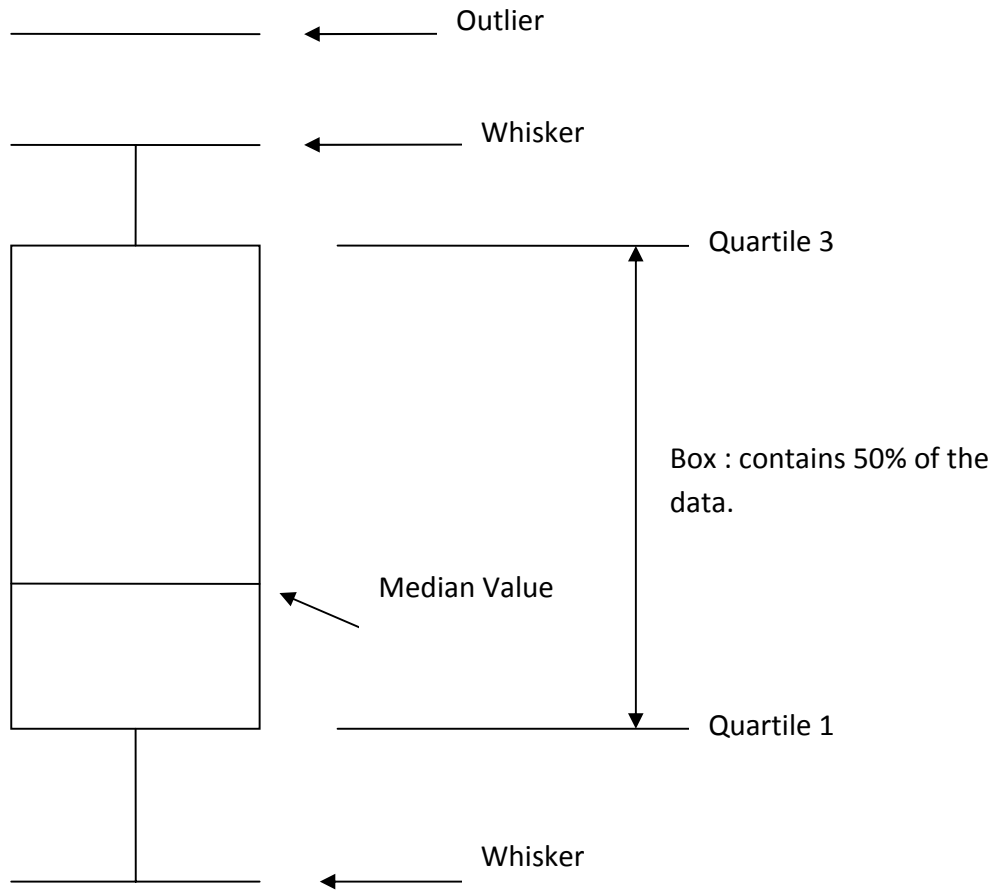 Outlier
Whisker
Quartile 3
Box : contains 50% of the
data.
Median Value
Quartile 1
Whisker